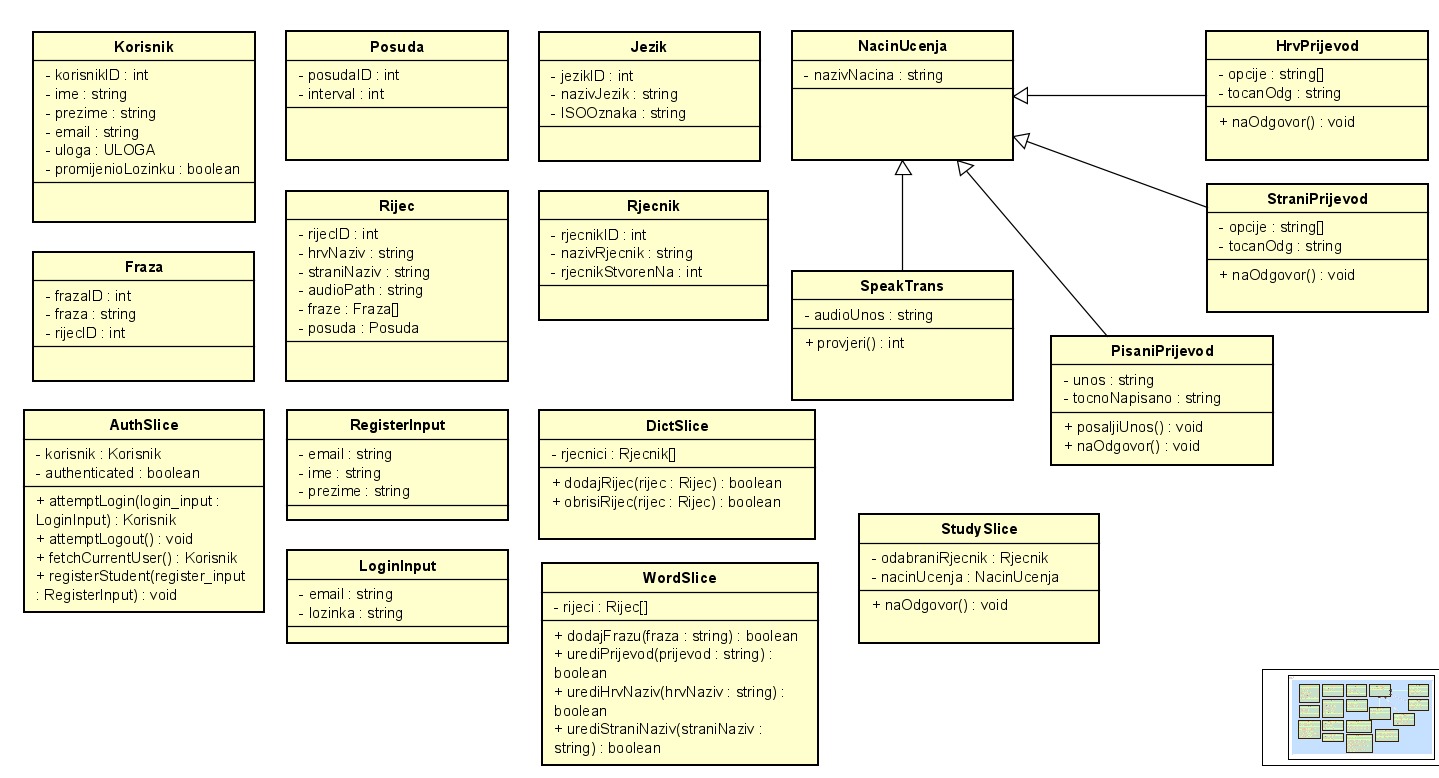 Korisnik
- korisnikID : int
- ime : string
- prezime : string
- email : string
- uloga : ULOGA
- promijenioLozinku : boolean
Posuda
- posudaID : int
- interval : int
Jezik
- jezikID : int
- nazivJezik : string
- ISOOznaka : string
NacinUcenja
- nazivNacina : string
HrvPrijevod
- opcije : string[]
- tocanOdg : string
+ naOdgovor() : void
Fraza
- frazaID : int
- fraza : string
- rijecID : int
Rijec
- rijecID : int
- hrvNaziv : string
- straniNaziv : string
- audioPath : string
- fraze : Fraza[]
- posuda : Posuda
Rjecnik
- rjecnikID : int
- nazivRjecnik : string
- rjecnikStvorenNa : int
SpeakTrans
- audioUnos : string
+ provjeri() : int
StraniPrijevod
- opcije : string[]
- tocanOdg : string
+ naOdgovor() : void
PisaniPrijevod
- unos : string
- tocnoNapisano : string
+ posaljiUnos() : void
+ naOdgovor() : void
AuthSlice
- korisnik : Korisnik
- authenticated : boolean
+ attemptLogin(login_input :
LoginInput) : Korisnik
+ attemptLogout() : void
+ fetchCurrentUser() : Korisnik
+ registerStudent(register_input
: RegisterInput) : void
RegisterInput
- email : string
- ime : string
- prezime : string
LoginInput
- email : string
- lozinka : string
DictSlice
- rjecnici : Rjecnik[]
+ dodajRijec(rijec : Rijec) : boolean
+ obrisiRijec(rijec : Rijec) : boolean
WordSlice
- rijeci : Rijec[]
+ dodajFrazu(fraza : string) : boolean
+ urediPrijevod(prijevod : string) :
boolean
+ urediHrvNaziv(hrvNaziv : string) :
boolean
+ urediStraniNaziv(straniNaziv :
string) : boolean
StudySlice
- odabraniRjecnik : Rjecnik
- nacinUcenja : NacinUcenja
+ naOdgovor() : void